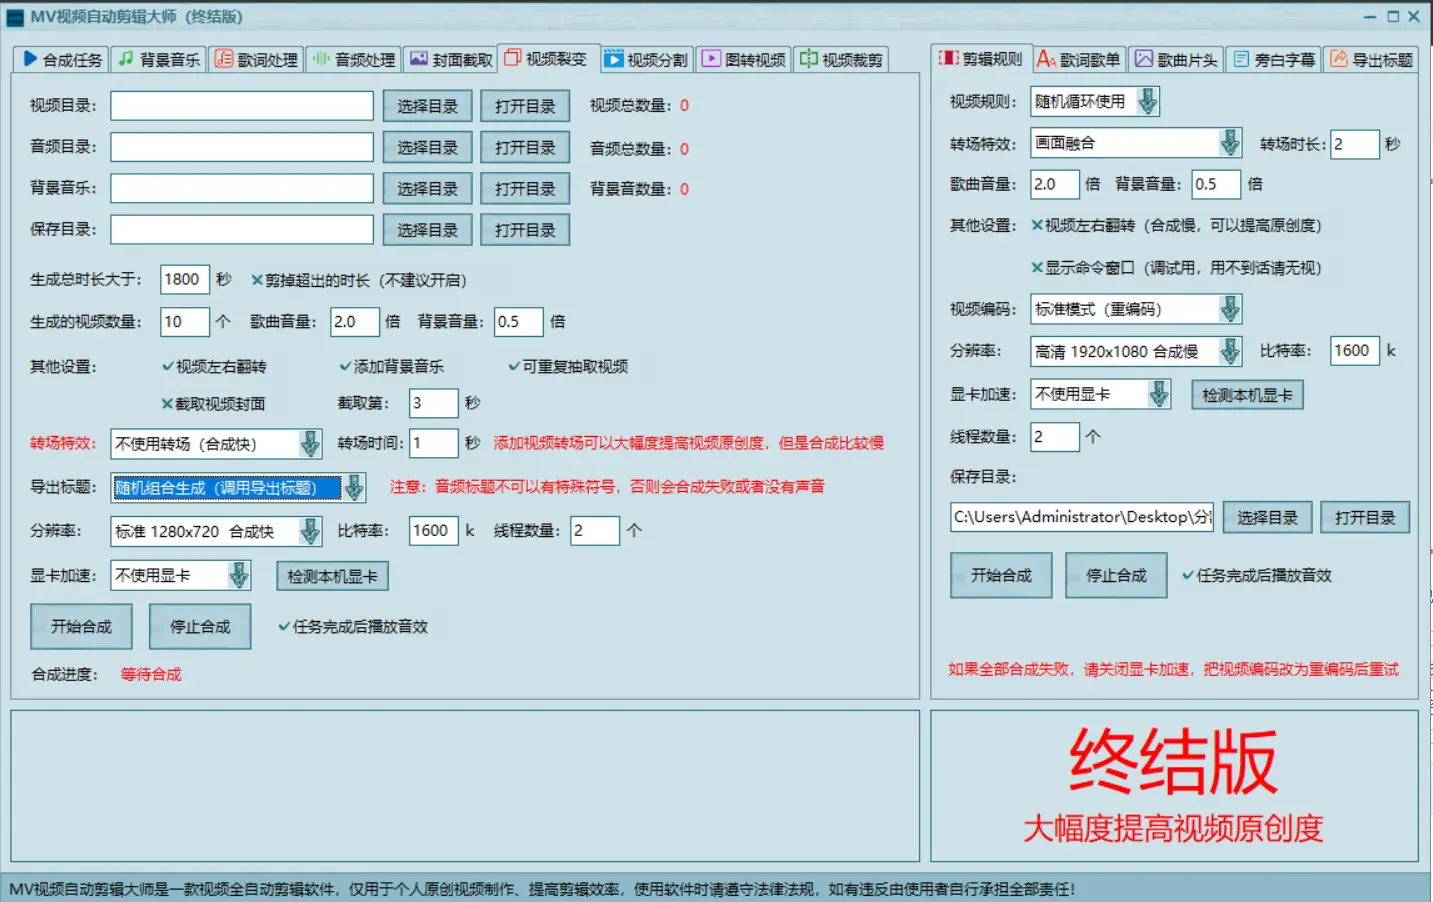 MV视频自动剪辑大师（终结版）
合成任务 背景音乐 歌词处理 音频处理 封面截取 视频裂变 视频分割 图转视频 视频裁剪
视频目录： 选择目录 打开目录 视频总数量：0
音频目录： 选择目录 打开目录 音频总数量：0
背景音乐： 选择目录 打开目录 背景音数量：0
保存目录： 选择目录 打开目录
生成总时长大于： 1800 秒 ×剪掉超出的时长（不建议开启）
生成的视频数量： 10 个 歌曲音量： 2.0 倍 背景音量： 0.5 倍
其他设置： ✓视频左右翻转 ✓添加背景音乐 ✓可重复抽取视频
×截取视频封面 截取第： 3 秒
转场特效： 不使用转场（合成快） 转场时间： 1 秒 添加视频转场可以大幅度提高视频原创度，但是合成比较慢
导出标题： 随机组合生成（调用导出标题） 注意：音频标题不可以有特殊符号，否则会合成失败或者没有声音
分辨率： 标准 1280x720 合成快 比特率： 1600 k 线程数量： 2 个
显卡加速： 不使用显卡 检测本机显卡
开始合成 停止合成 ✓任务完成后播放音效
合成进度： 等待合成
剪辑规则 歌词歌单 歌曲片头 旁白字幕 导出标题
视频规则： 随机循环使用
转场特效： 画面融合 转场时长： 2 秒
歌曲音量： 2.0 倍 背景音量： 0.5 倍
其他设置： ×视频左右翻转（合成慢，可以提高原创度）
×显示命令窗口（调试用，用不到话请无视）
视频编码： 标准模式（重编码）
分辨率： 高清 1920x1080 合成慢 比特率： 1600 k
显卡加速： 不使用显卡 检测本机显卡
线程数量： 2 个
保存目录：
C:\Users\Administrator\Desktop\分 选择目录 打开目录
开始合成 停止合成 ✓任务完成后播放音效
如果全部合成失败，请关闭显卡加速，把视频编码改为重编码后重试
终结版
大幅度提高视频原创度
MV视频自动剪辑大师是一款视频全自动剪辑软件，仅用于个人原创视频制作、提高剪辑效率，使用软件时请遵守法律法规，如有违反由使用者自行承担全部责任！